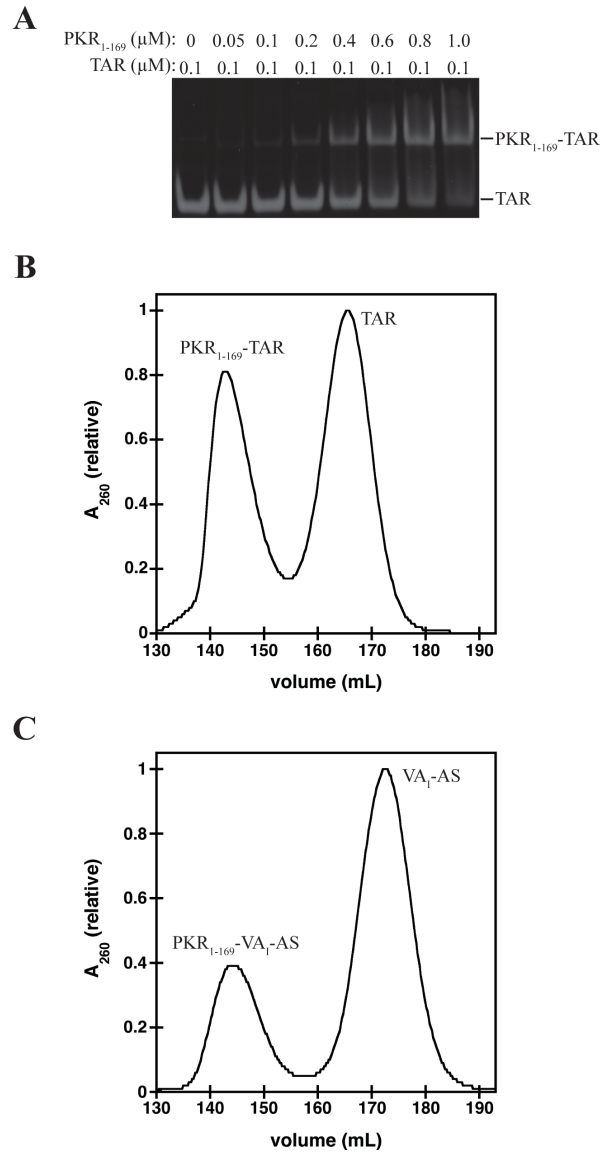 A
PKR1-169 (µM): 0 0.05 0.1 0.2 0.4 0.6 0.8 1.0
TAR (µM): 0.1 0.1 0.1 0.1 0.1 0.1 0.1 0.1
PKR1-169-TAR
TAR
B
1
0.8
0.6
0.4
0.2
0
A260 (relative)
PKR1-169-TAR
TAR
130 140 150 160 170 180 190
volume (mL)
C
1
0.8
0.6
0.4
0.2
0
A260 (relative)
VAI-AS
PKR1-169-VAI-AS
130 140 150 160 170 180 190
volume (mL)